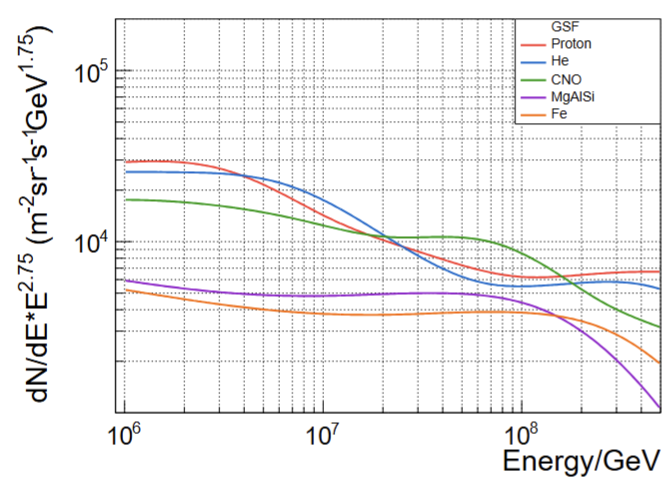 dN/dE*E^2.75 (m^-2sr^-1s^-1GeV^1.75)
10^5
10^4
GSF
Proton
He
CNO
MgAlSi
Fe
10^6 10^7 10^8
Energy/GeV